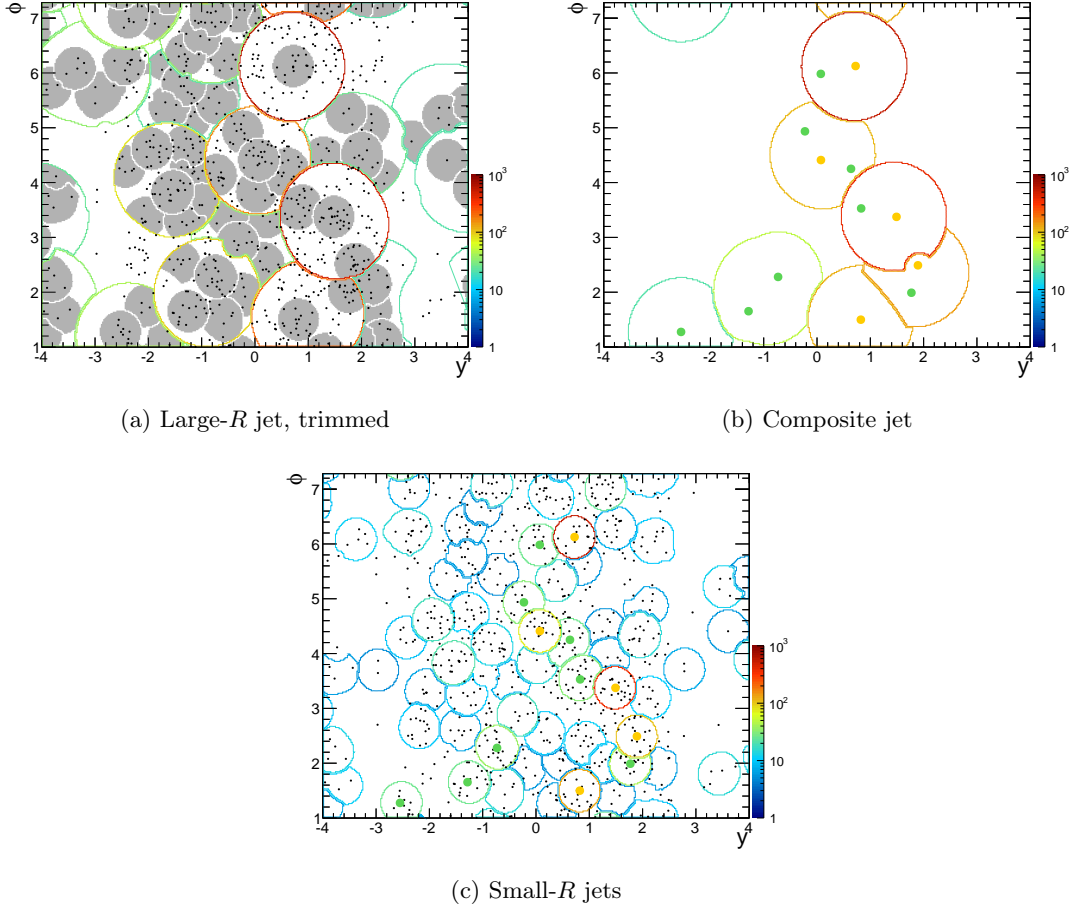 ϕ ϕ
7 7
6 6
5 5
4 4
10³ 10³
3 3
10² 10²
2 2
10 10
1 1 1 1
-4 -3 -2 -1 0 1 2 3 4 -4 -3 -2 -1 0 1 2 3 4
y y
(a) Large-R jet, trimmed (b) Composite jet
ϕ
7
6
5
4
10³
3
10²
2
10
1 1
-4 -3 -2 -1 0 1 2 3 4
y
(c) Small-R jets